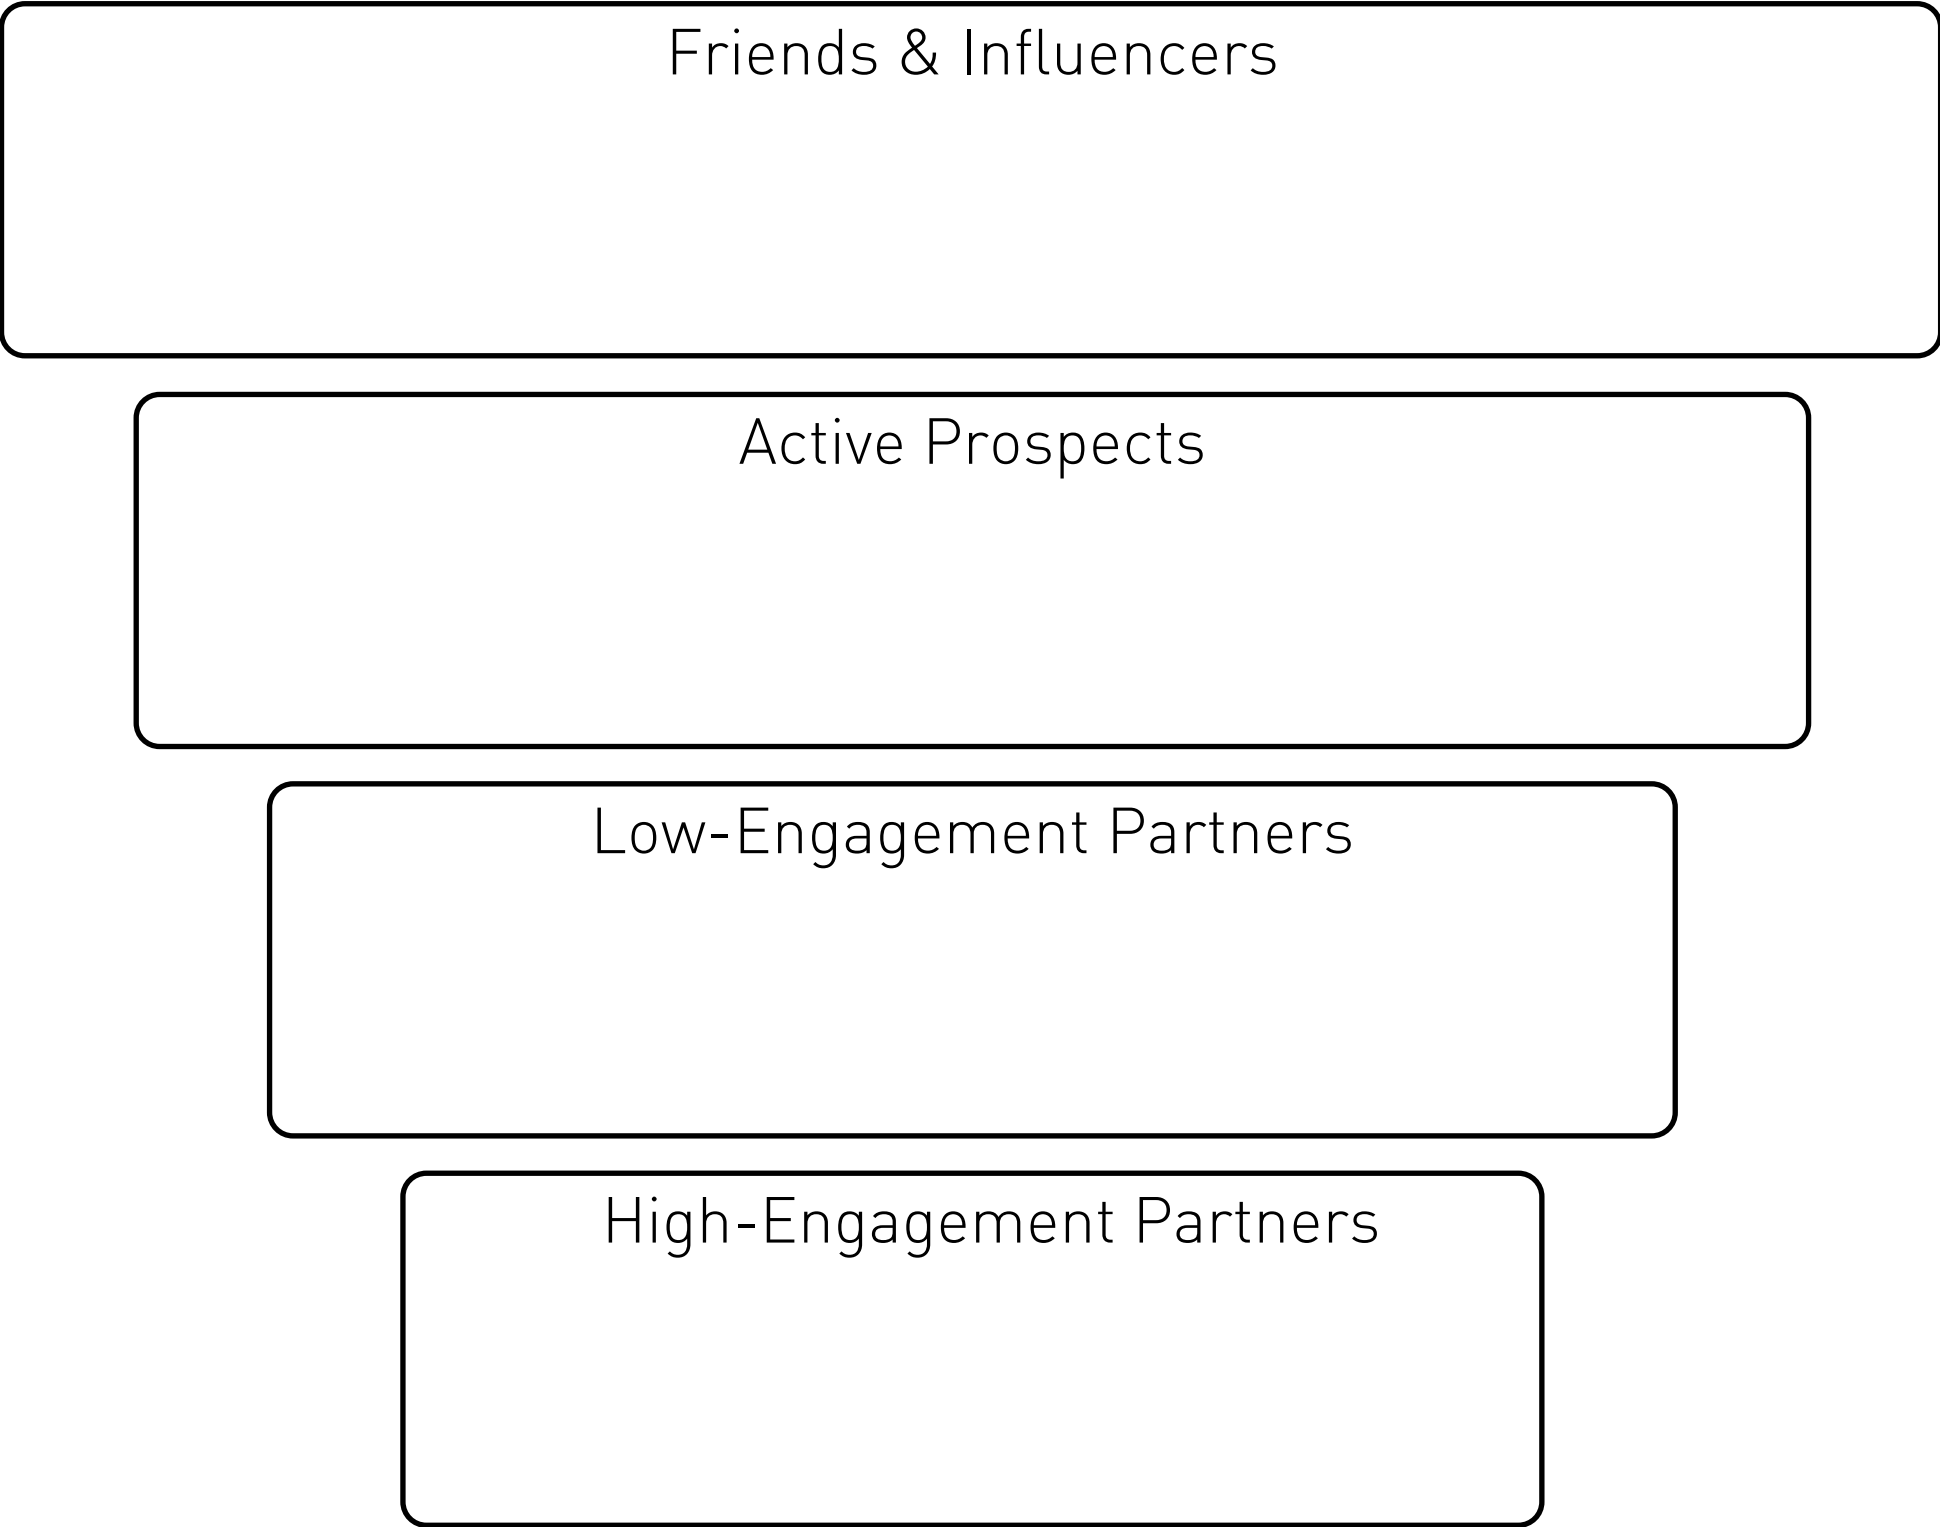 Friends & Influencers
Active Prospects
Low-Engagement Partners
High-Engagement Partners